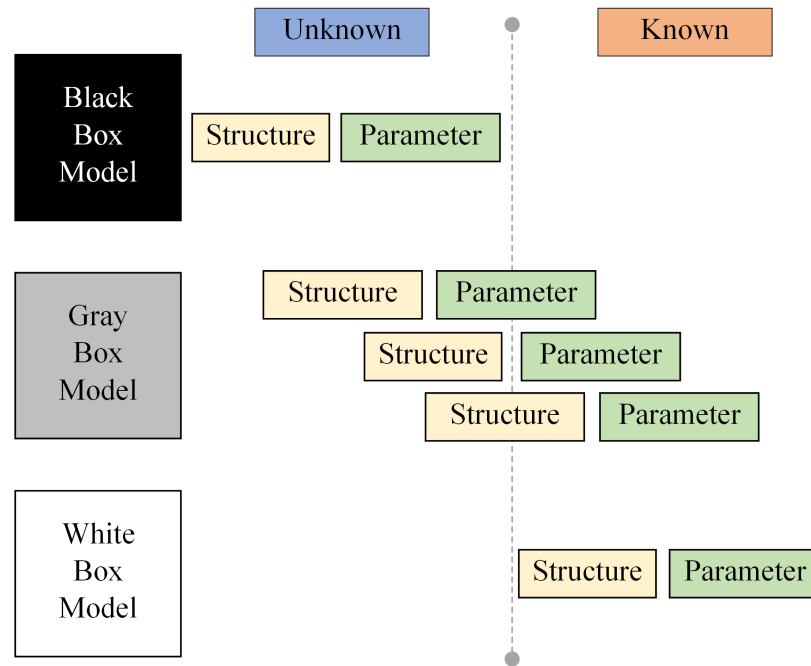 Unknown
Known
Black
Box
Model
Structure
Parameter
Gray
Box
Model
Structure
Parameter
Structure
Parameter
Structure
Parameter
White
Box
Model
Structure
Parameter